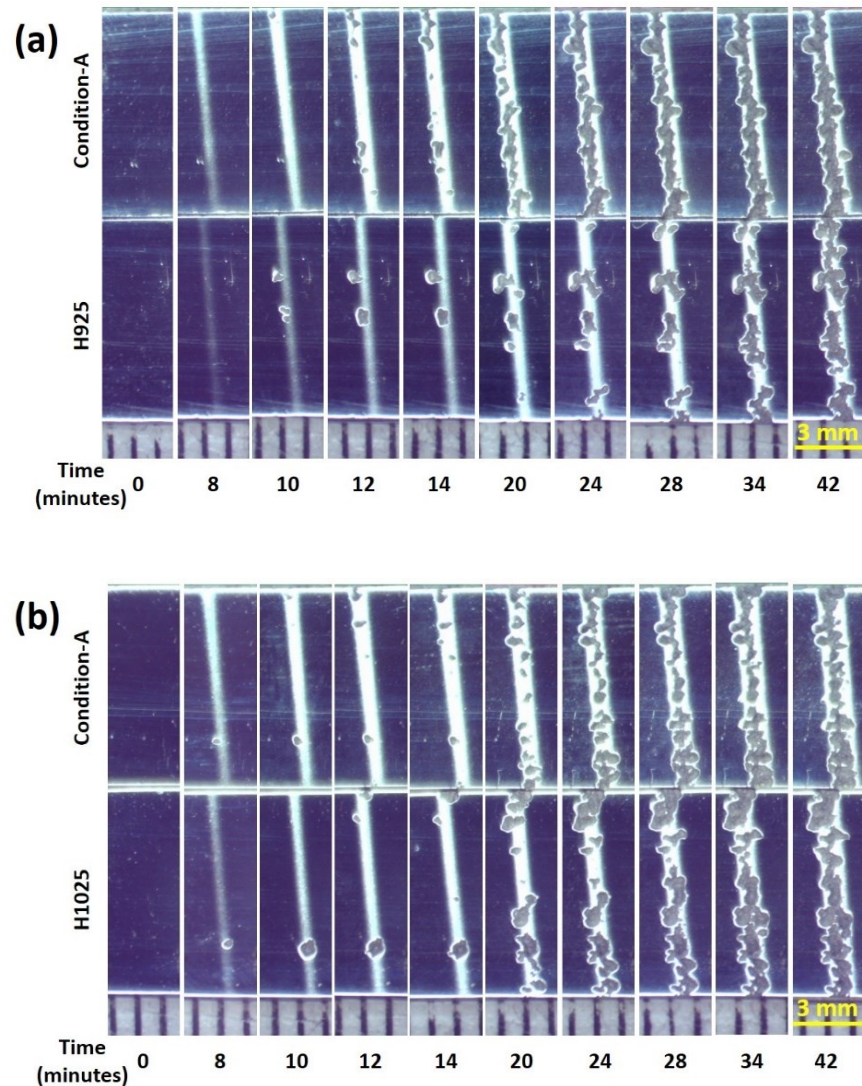 (a)
Condition-A
H925
3 mm
Time
(minutes) 0 8 10 12 14 20 24 28 34 42
(b)
Condition-A
H1025
3 mm
Time
(minutes) 0 8 10 12 14 20 24 28 34 42